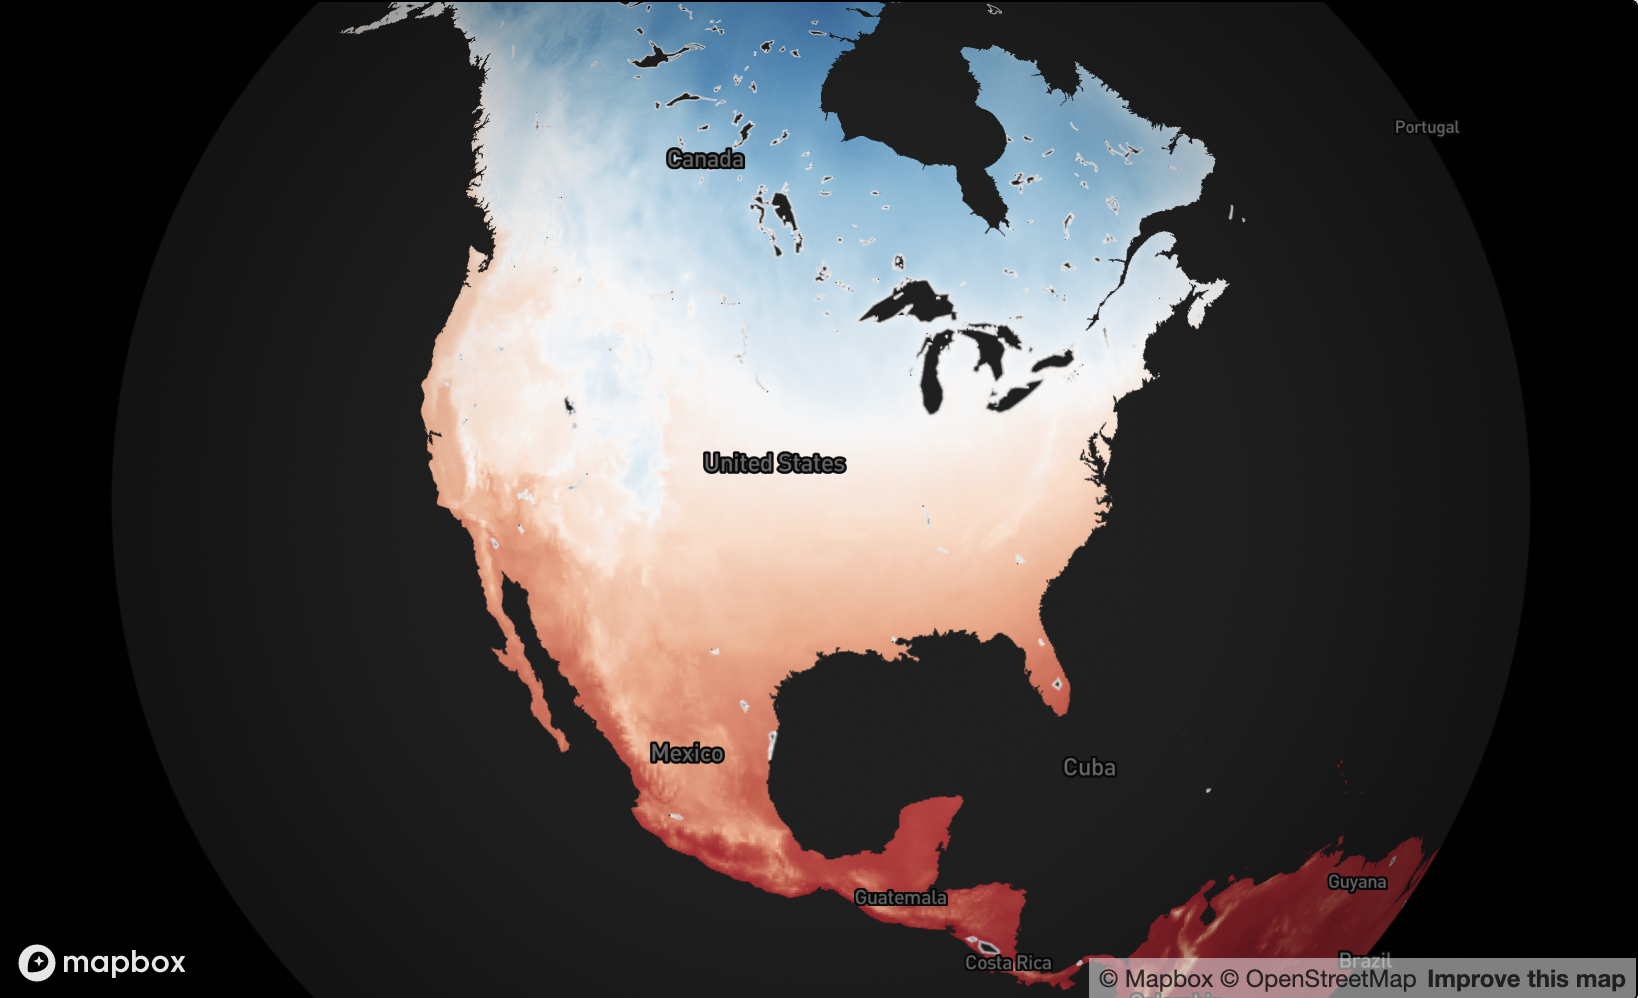 Portugal
Canada
United States
Mexico
Cuba
Guatemala
Guyana
Costa Rica
Brazil
mapbox
© Mapbox © OpenStreetMap Improve this map